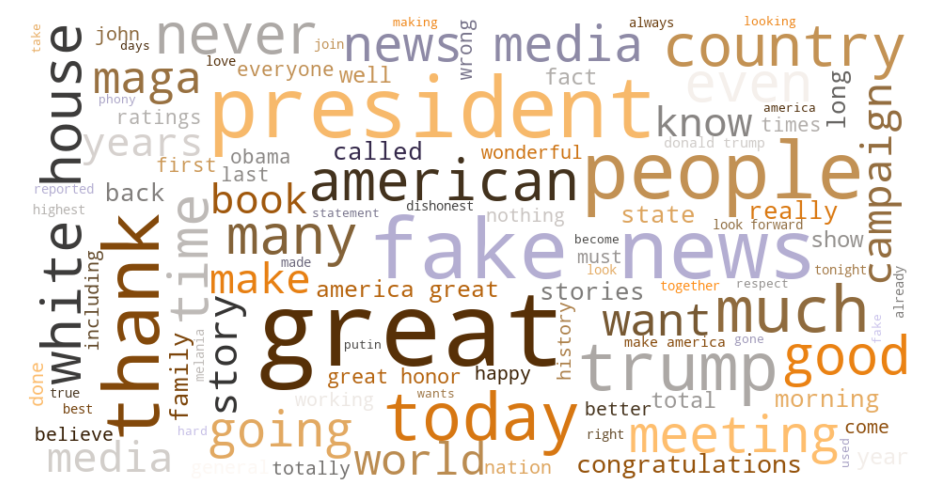 take
house
john
days
never
love
join
news
making
wrong
media
always
looking
country
maga
everyone
well
fact
even
long
phony
ratings
president
america
know
times
campaign
years
first
obama
called
wonderful
donald trump
reported
back
last
american
people
highest
book
statement
dishonest
nothing
state
really
look forward
white
thank
time
many
fake news
become
must
show
including
made
look
tonight
make
america great
stories
together
respect
already
story
great
want
much
family
melania
putin
history
make america
gone
fake
trump
good
done
true
best
great honor
happy
working
wants
total
morning
believe
hard
going
today
better
right
meeting
come
used
media
general
totally
world
nation
congratulations
year